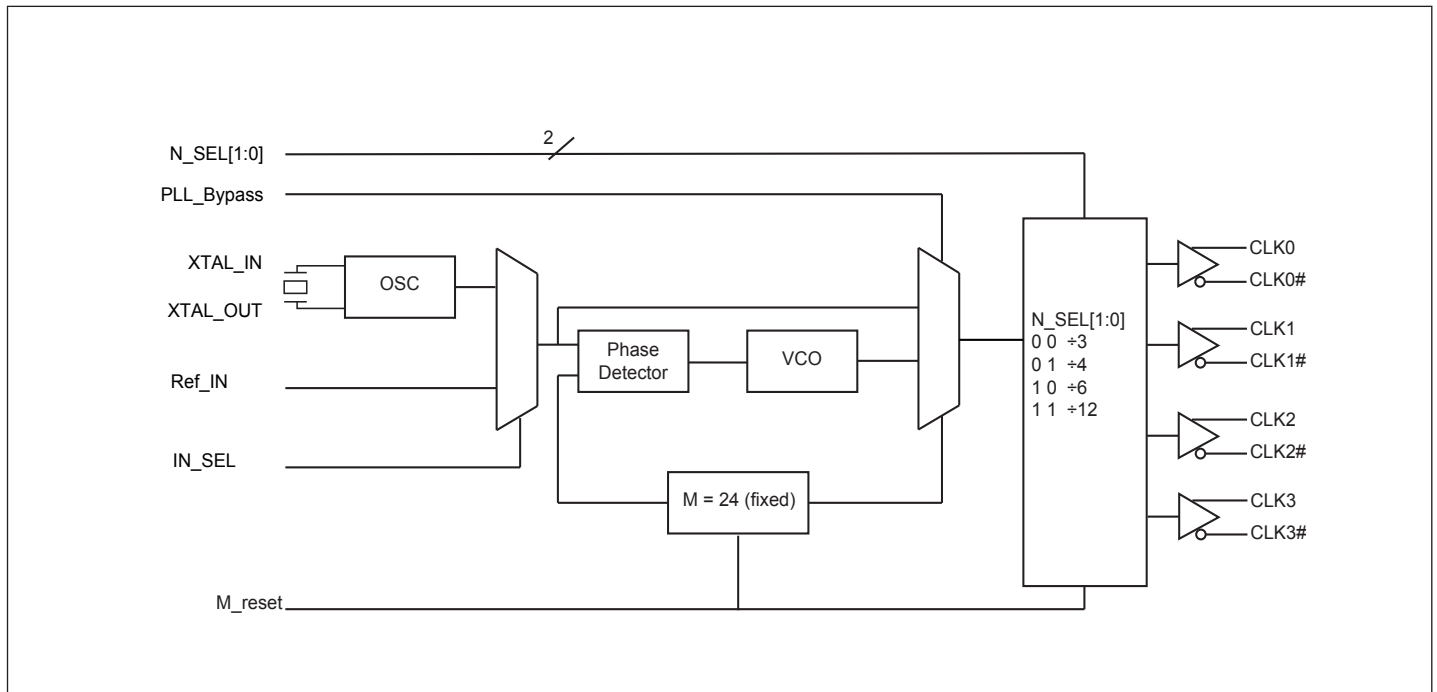 2
N_SEL[1:0]
PLL_Bypass
XTAL_IN
OSC
XTAL_OUT
Ref_IN
IN_SEL
Phase
Detector
VCO
M = 24 (fixed)
M_reset
N_SEL[1:0]
0 0 ÷3
0 1 ÷4
1 0 ÷6
1 1 ÷12
CLK0
CLK0#
CLK1
CLK1#
CLK2
CLK2#
CLK3
CLK3#